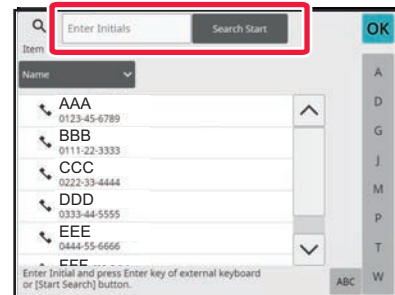 Enter Initials
Search Start
OK
Item
Name
AAA
0123-45-6789
BBB
0111-22-3333
CCC
0222-33-4444
DDD
0333-44-5555
EEE
0444-55-6666
Enter Initial and press Enter key of external keyboard
or [Start Search] button.
ABC
A
D
G
J
M
P
T
W